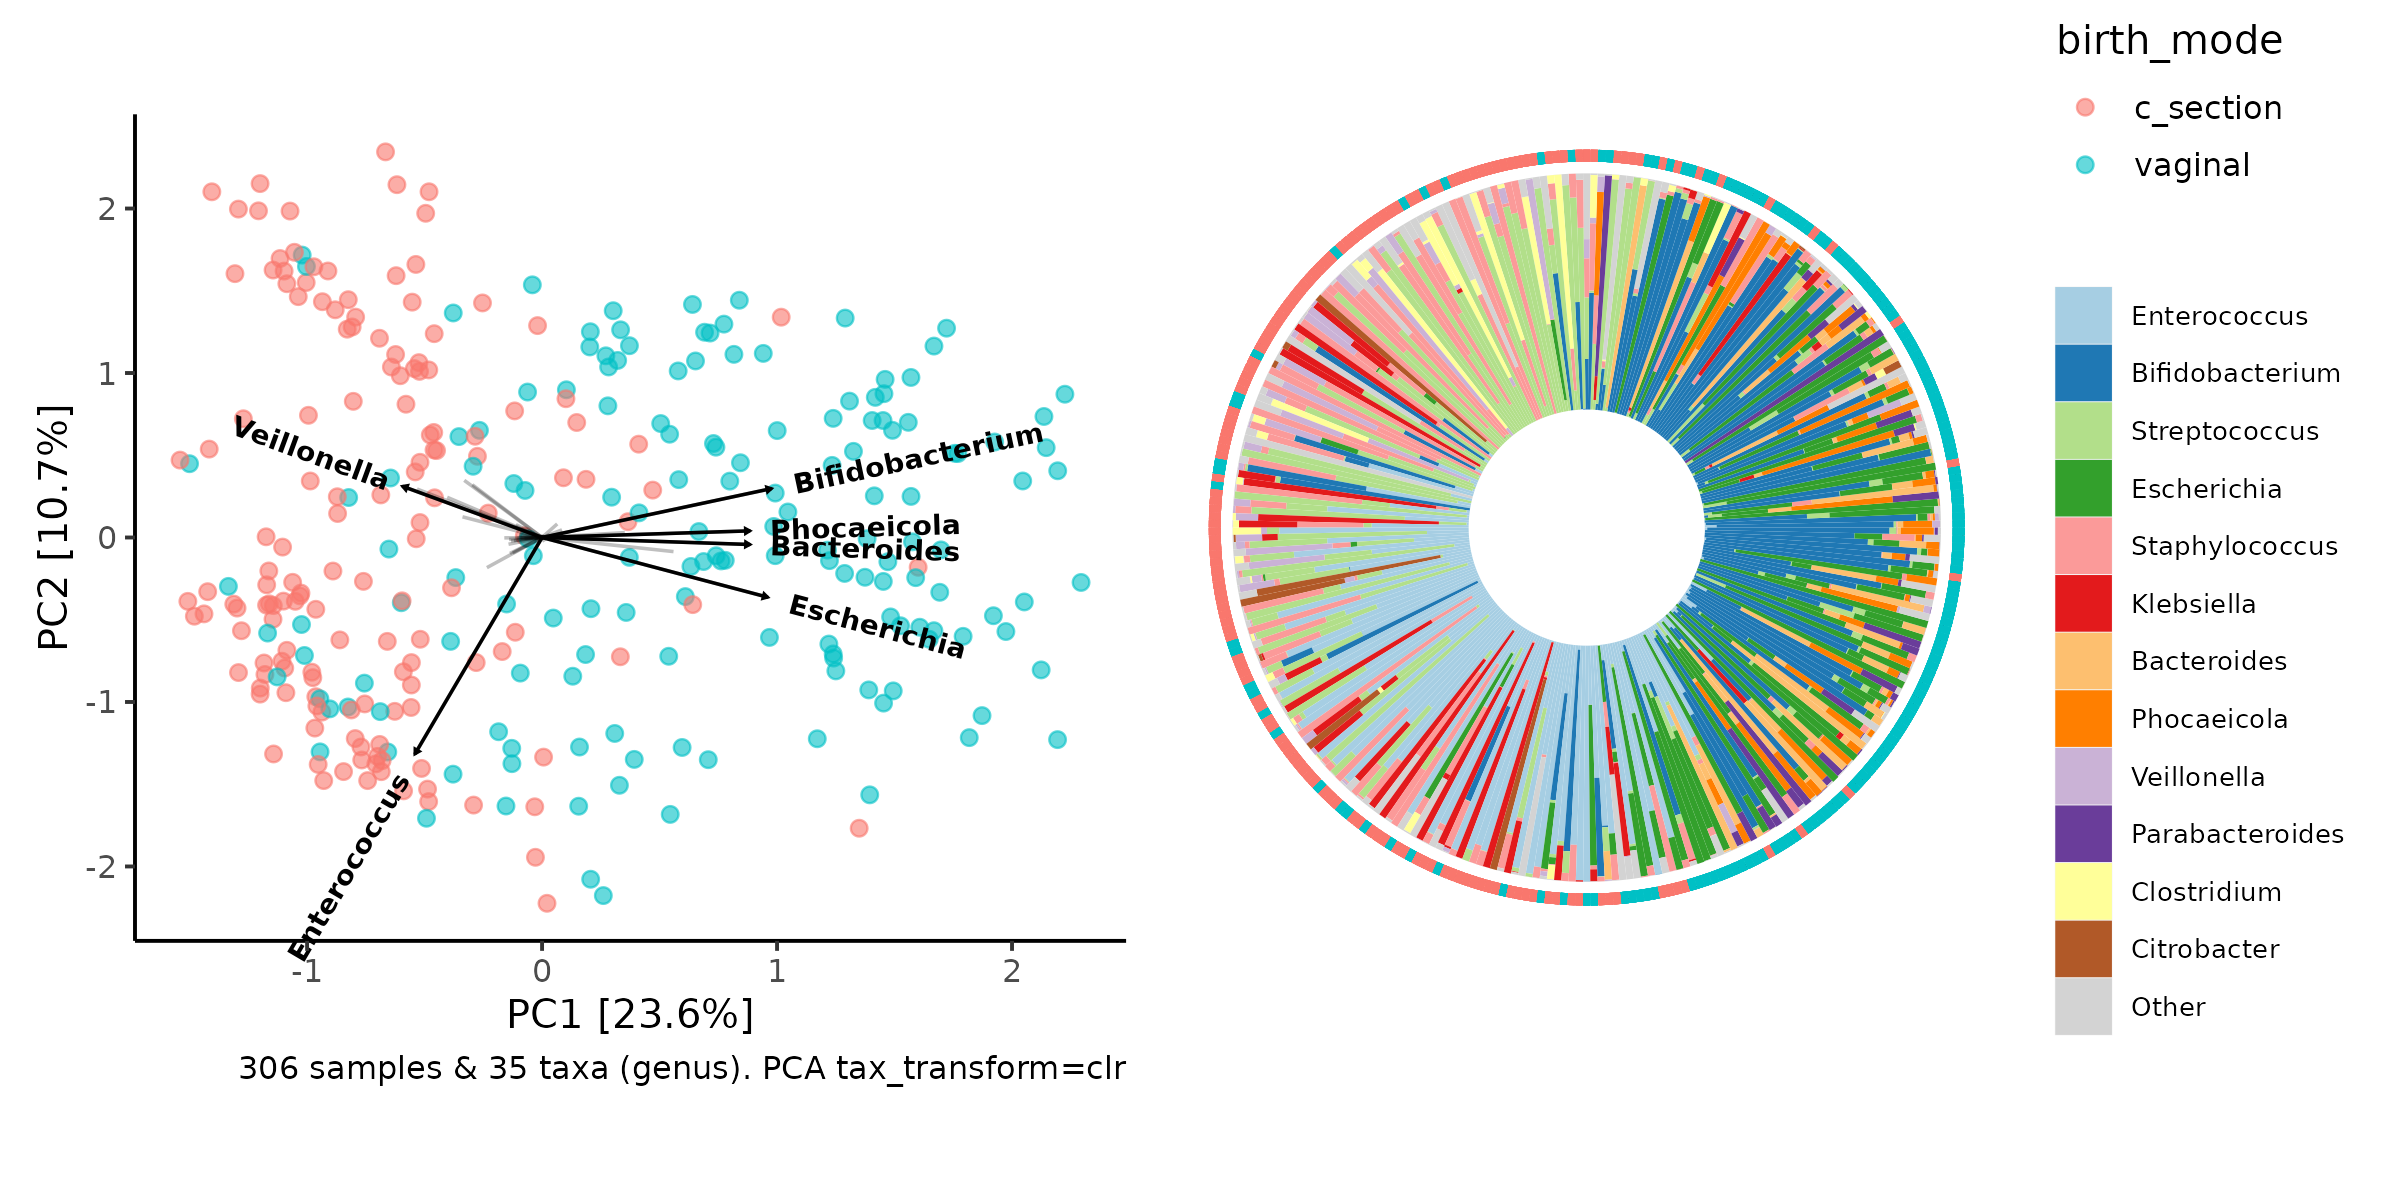 2
1
0
-1
-2
PC2 [10.7%]
Veillonella
Bifidobacterium
Phocaeicola
Bacteroides
Escherichia
Enterococcus
-1
0
1
2
PC1 [23.6%]
306 samples & 35 taxa (genus). PCA tax_transform=clr
birth_mode
c_section
vaginal
Enterococcus
Bifidobacterium
Streptococcus
Escherichia
Staphylococcus
Klebsiella
Bacteroides
Phocaeicola
Veillonella
Parabacteroides
Clostridium
Citrobacter
Other